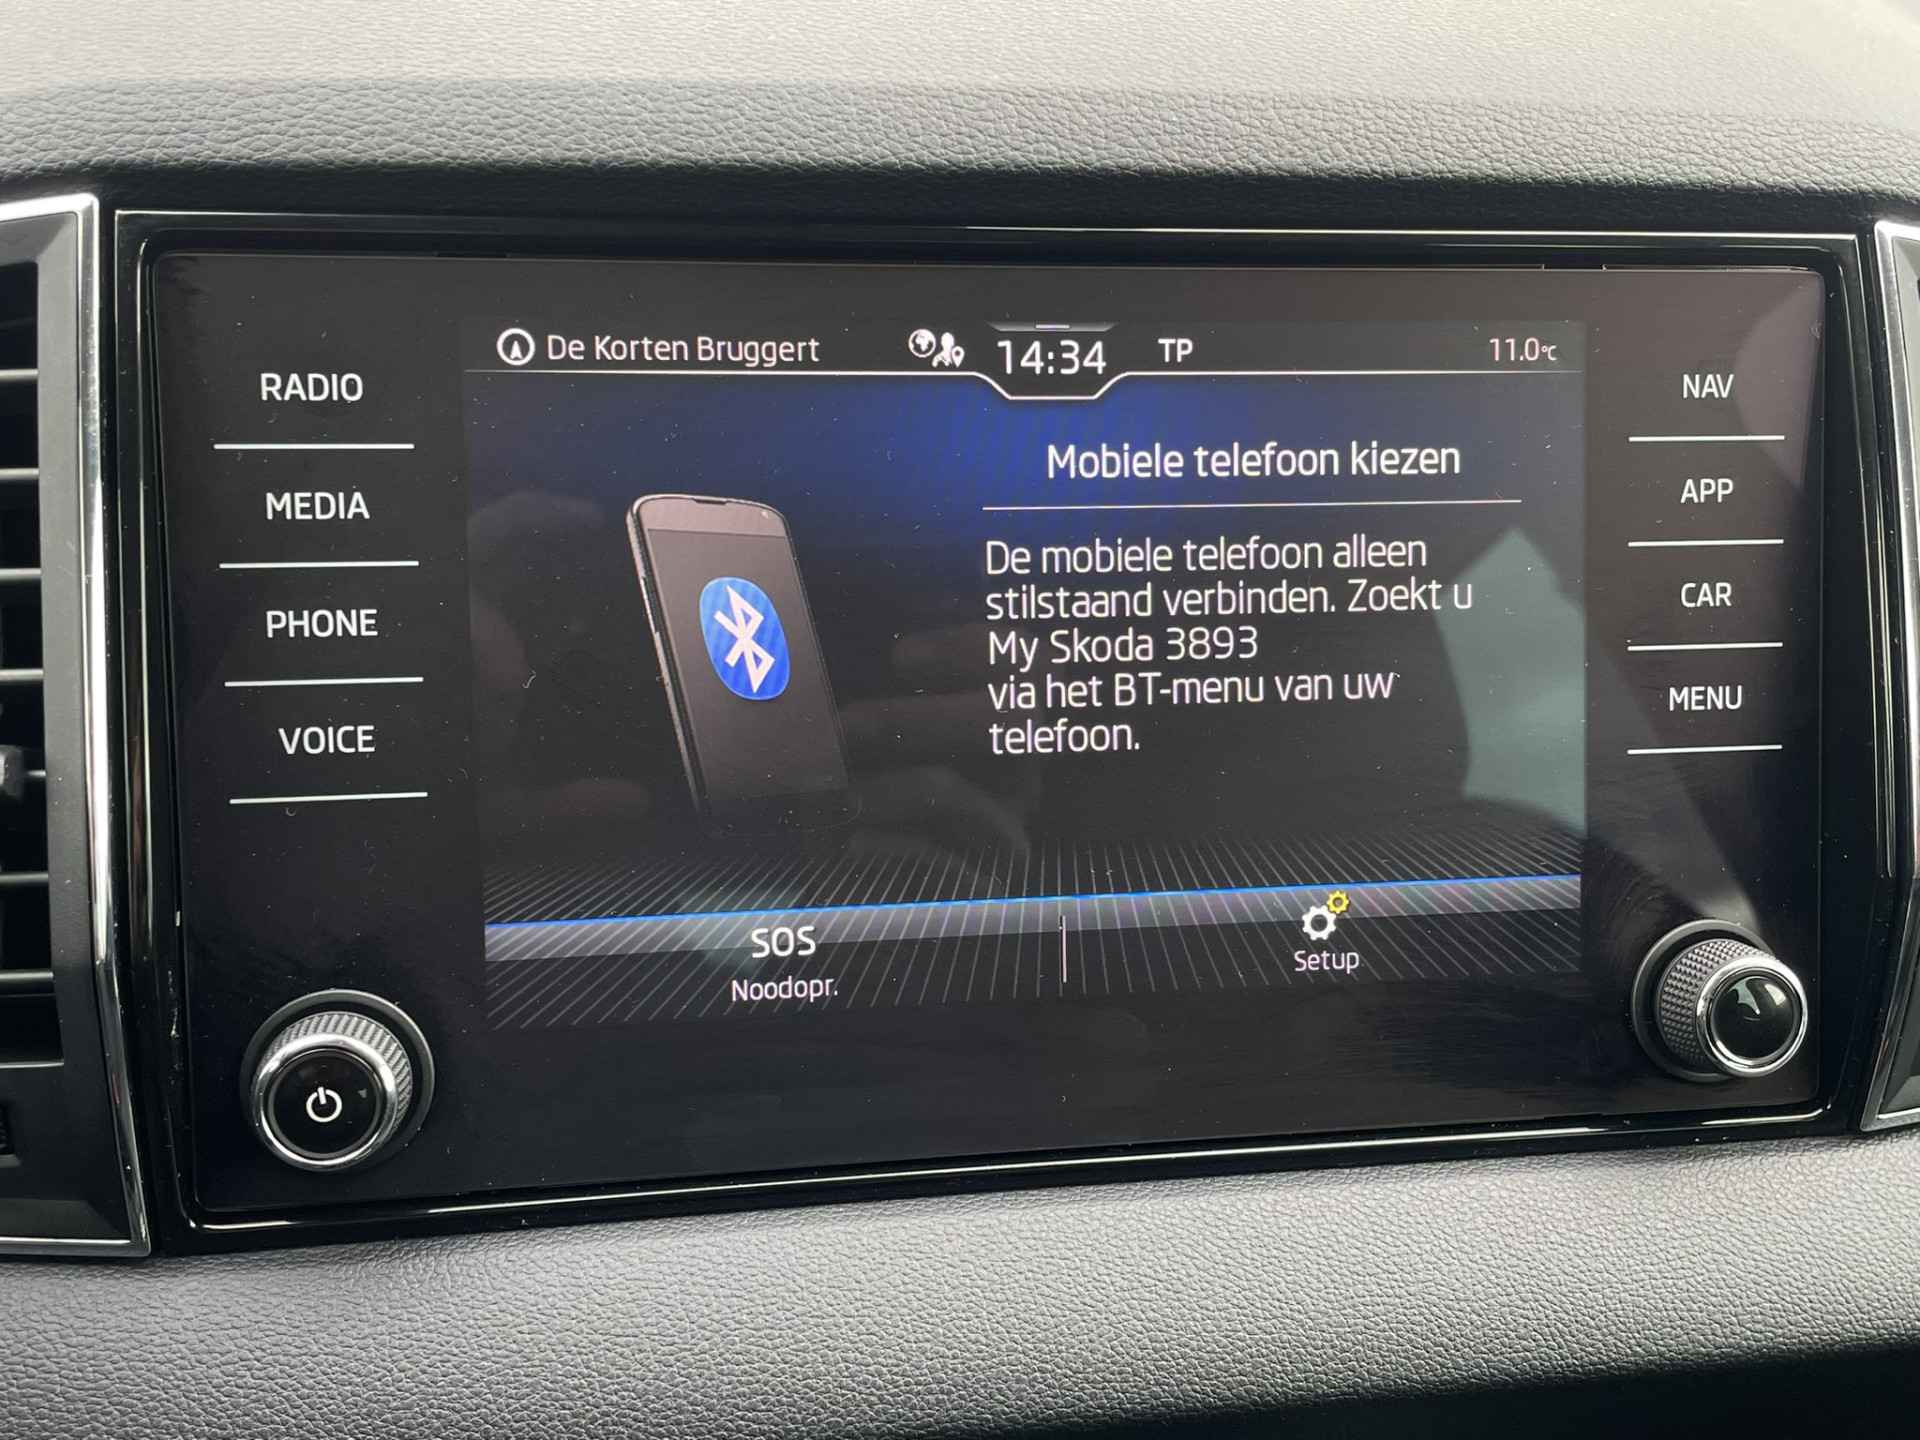 De Korten Bruggert 14:34 TP 11.0°C
RADIO
MEDIA
PHONE
VOICE
Mobiele telefoon kiezen
De mobiele telefoon alleen
stilstaand verbinden. Zoekt u
My Skoda 3893
via het BT-menu van uw
telefoon.
SOS
Noodopr.
Setup
NAV
APP
CAR
MENU